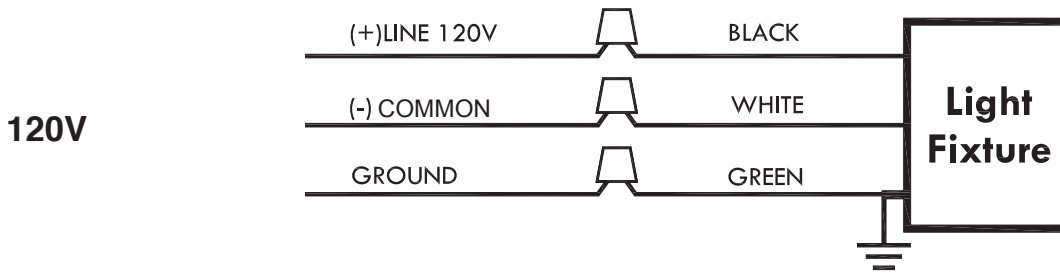 (+)LINE 120V
BLACK
(-) COMMON
WHITE
120V
Light
Fixture
GROUND
GREEN